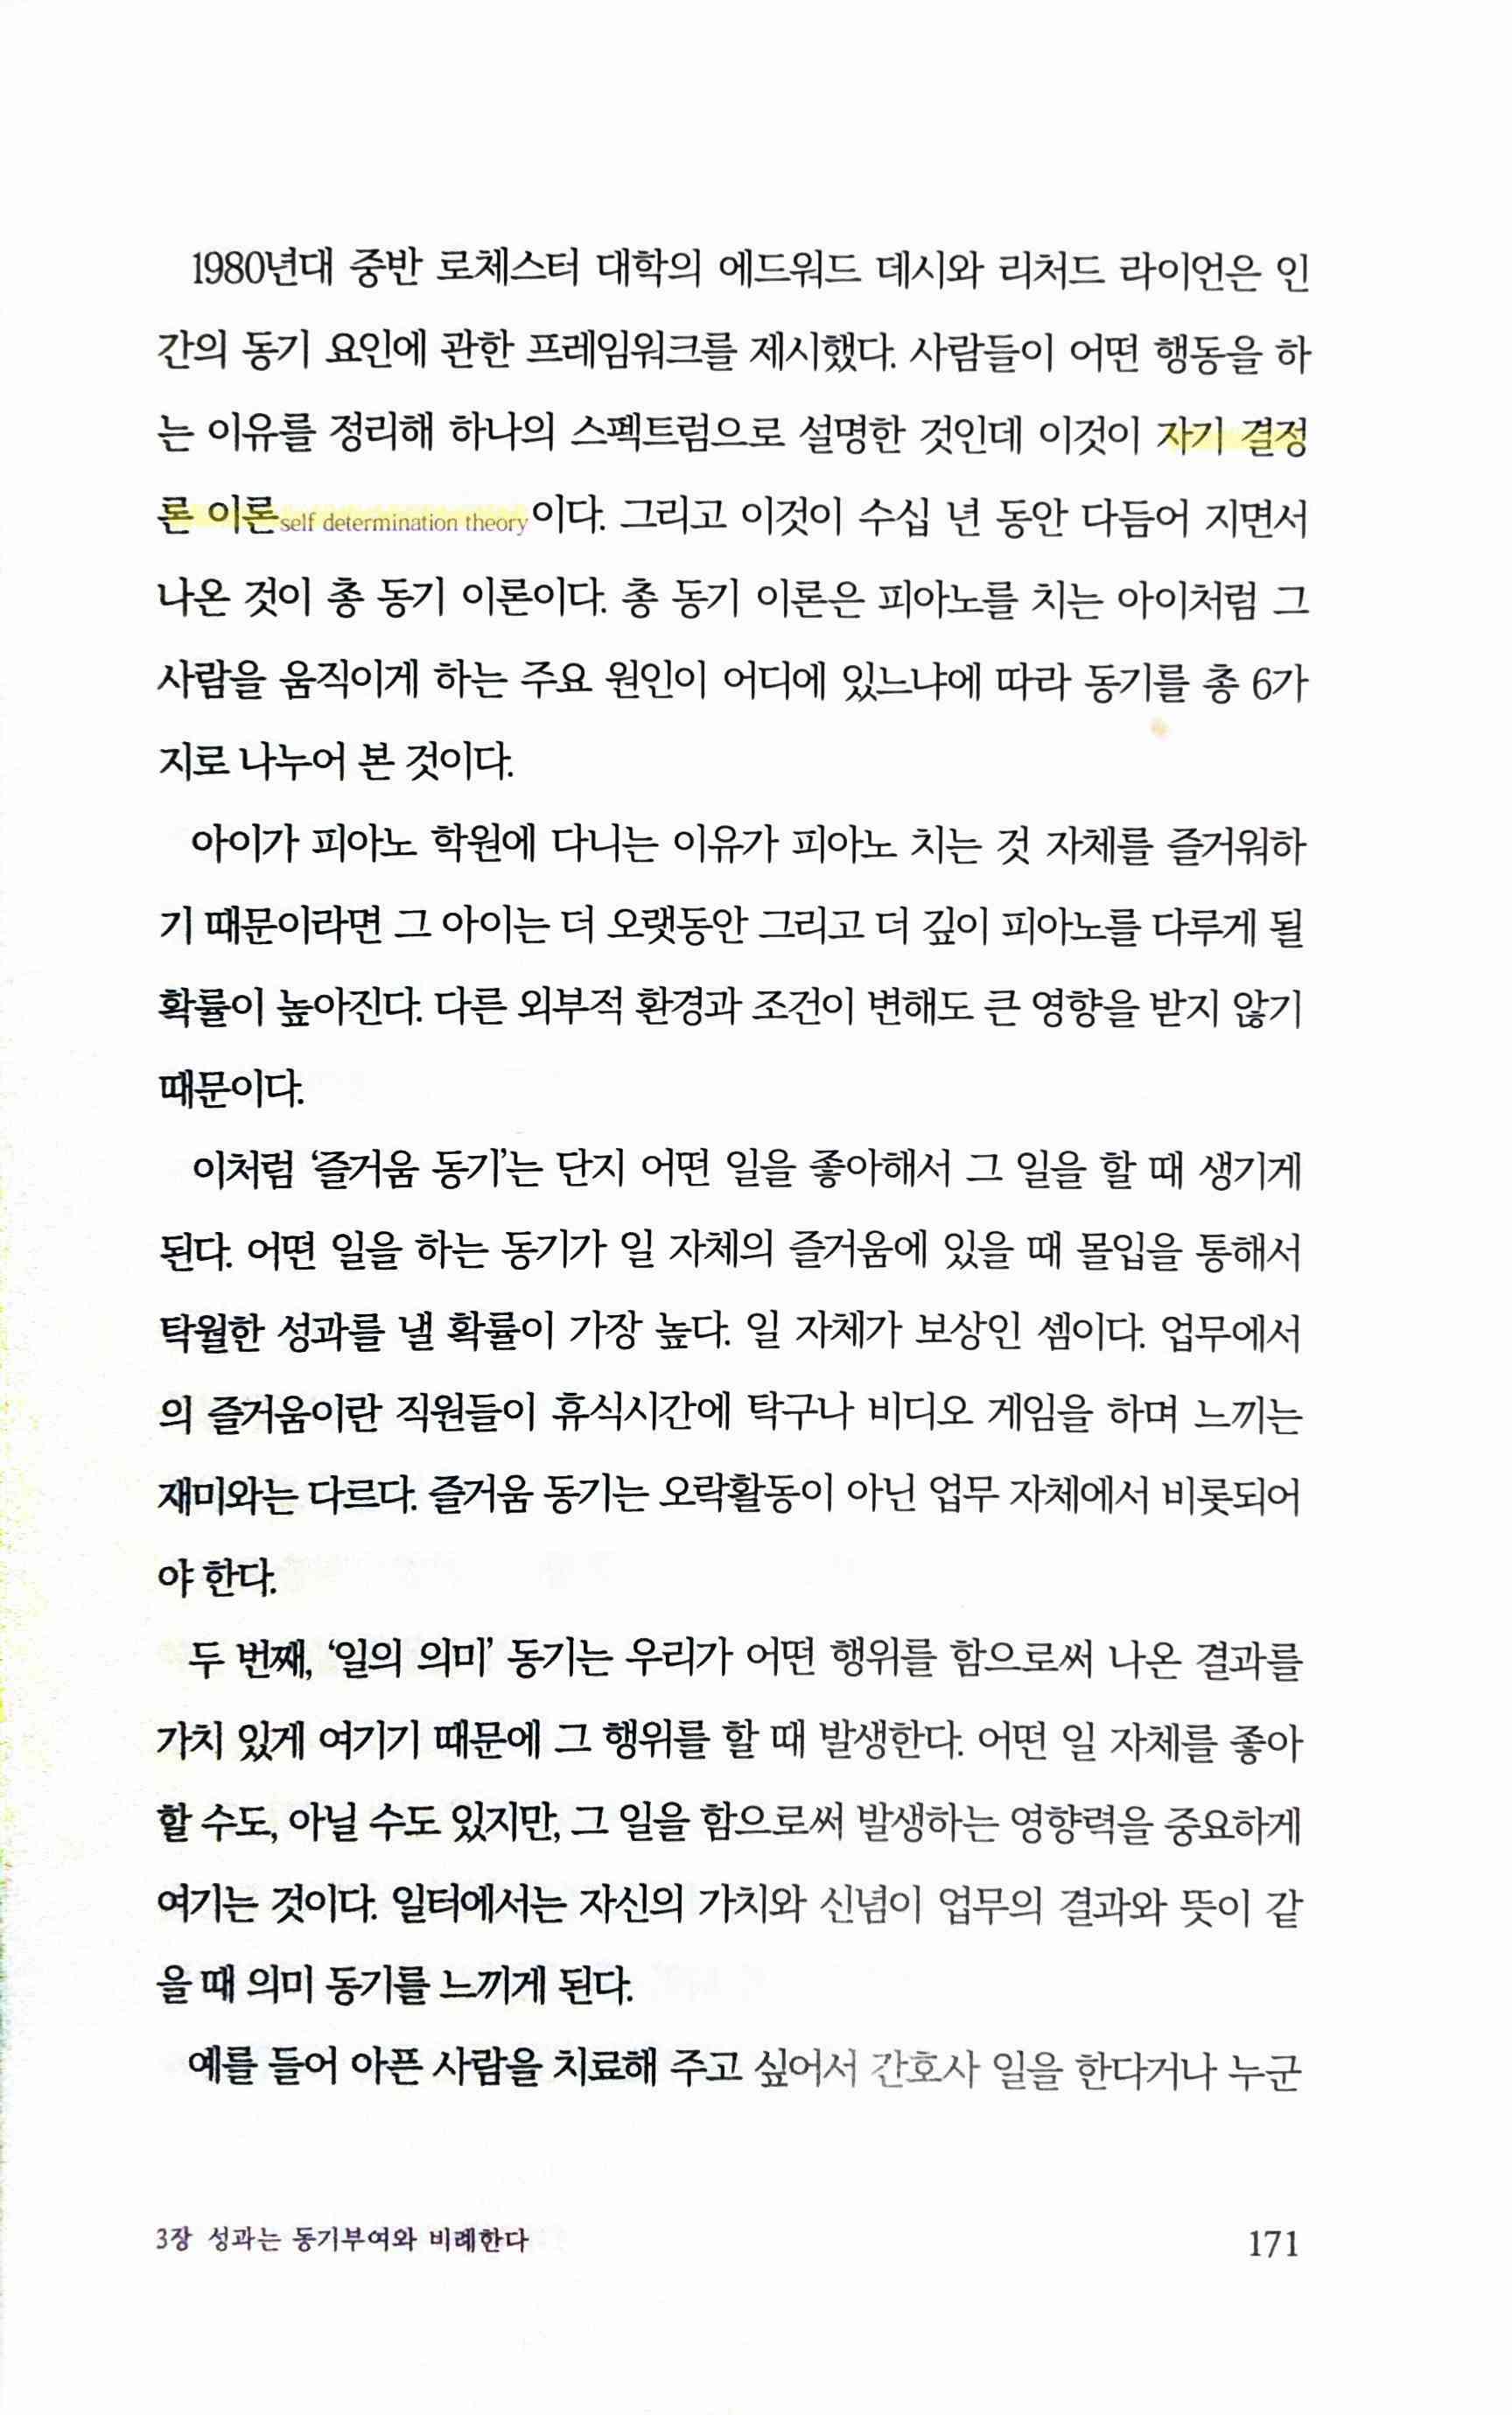 1980년대 중반 로체스터 대학의 에드워드 데시와 리처드 라이언은 인
간의 동기 요인에 관한 프레임워크를 제시했다. 사람들이 어떤 행동을 하
는 이유를 정리해 하나의 스펙트럼으로 설명한 것인데 이것이 자기 결정
론 이론self determination theory이다. 그리고 이것이 수십 년 동안 다듬어 지면서
나온 것이 총 동기 이론이다. 총 동기 이론은 피아노를 치는 아이처럼 그
사람을 움직이게 하는 주요 원인이 어디에 있느냐에 따라 동기를 총 6가
지로 나누어 본 것이다.
아이가 피아노 학원에 다니는 이유가 피아노 치는 것 자체를 즐거워하
기 때문이라면 그 아이는 더 오랫동안 그리고 더 깊이 피아노를 다루게 될
확률이 높아진다. 다른 외부적 환경과 조건이 변해도 큰 영향을 받지 않기
때문이다.
이처럼 ‘즐거움 동기’는 단지 어떤 일을 좋아해서 그 일을 할 때 생기게
된다. 어떤 일을 하는 동기가 일 자체의 즐거움에 있을 때 몰입을 통해서
탁월한 성과를 낼 확률이 가장 높다. 일 자체가 보상인 셈이다. 업무에서
의 즐거움이란 직원들이 휴식시간에 탁구나 비디오 게임을 하며 느끼는
재미와는 다르다. 즐거움 동기는 오락활동이 아닌 업무 자체에서 비롯되어
야 한다.
두 번째, ‘일의 의미’ 동기는 우리가 어떤 행위를 함으로써 나온 결과를
가치 있게 여기기 때문에 그 행위를 할 때 발생한다. 어떤 일 자체를 좋아
할 수도, 아닐 수도 있지만, 그 일을 함으로써 발생하는 영향력을 중요하게
여기는 것이다. 일터에서는 자신의 가치와 신념이 업무의 결과와 뜻이 같
을 때 의미 동기를 느끼게 된다.
예를 들어 아픈 사람을 치료해 주고 싶어서 간호사 일을 한다거나 누군
3장 성과는 동기부여와 비례한다 171